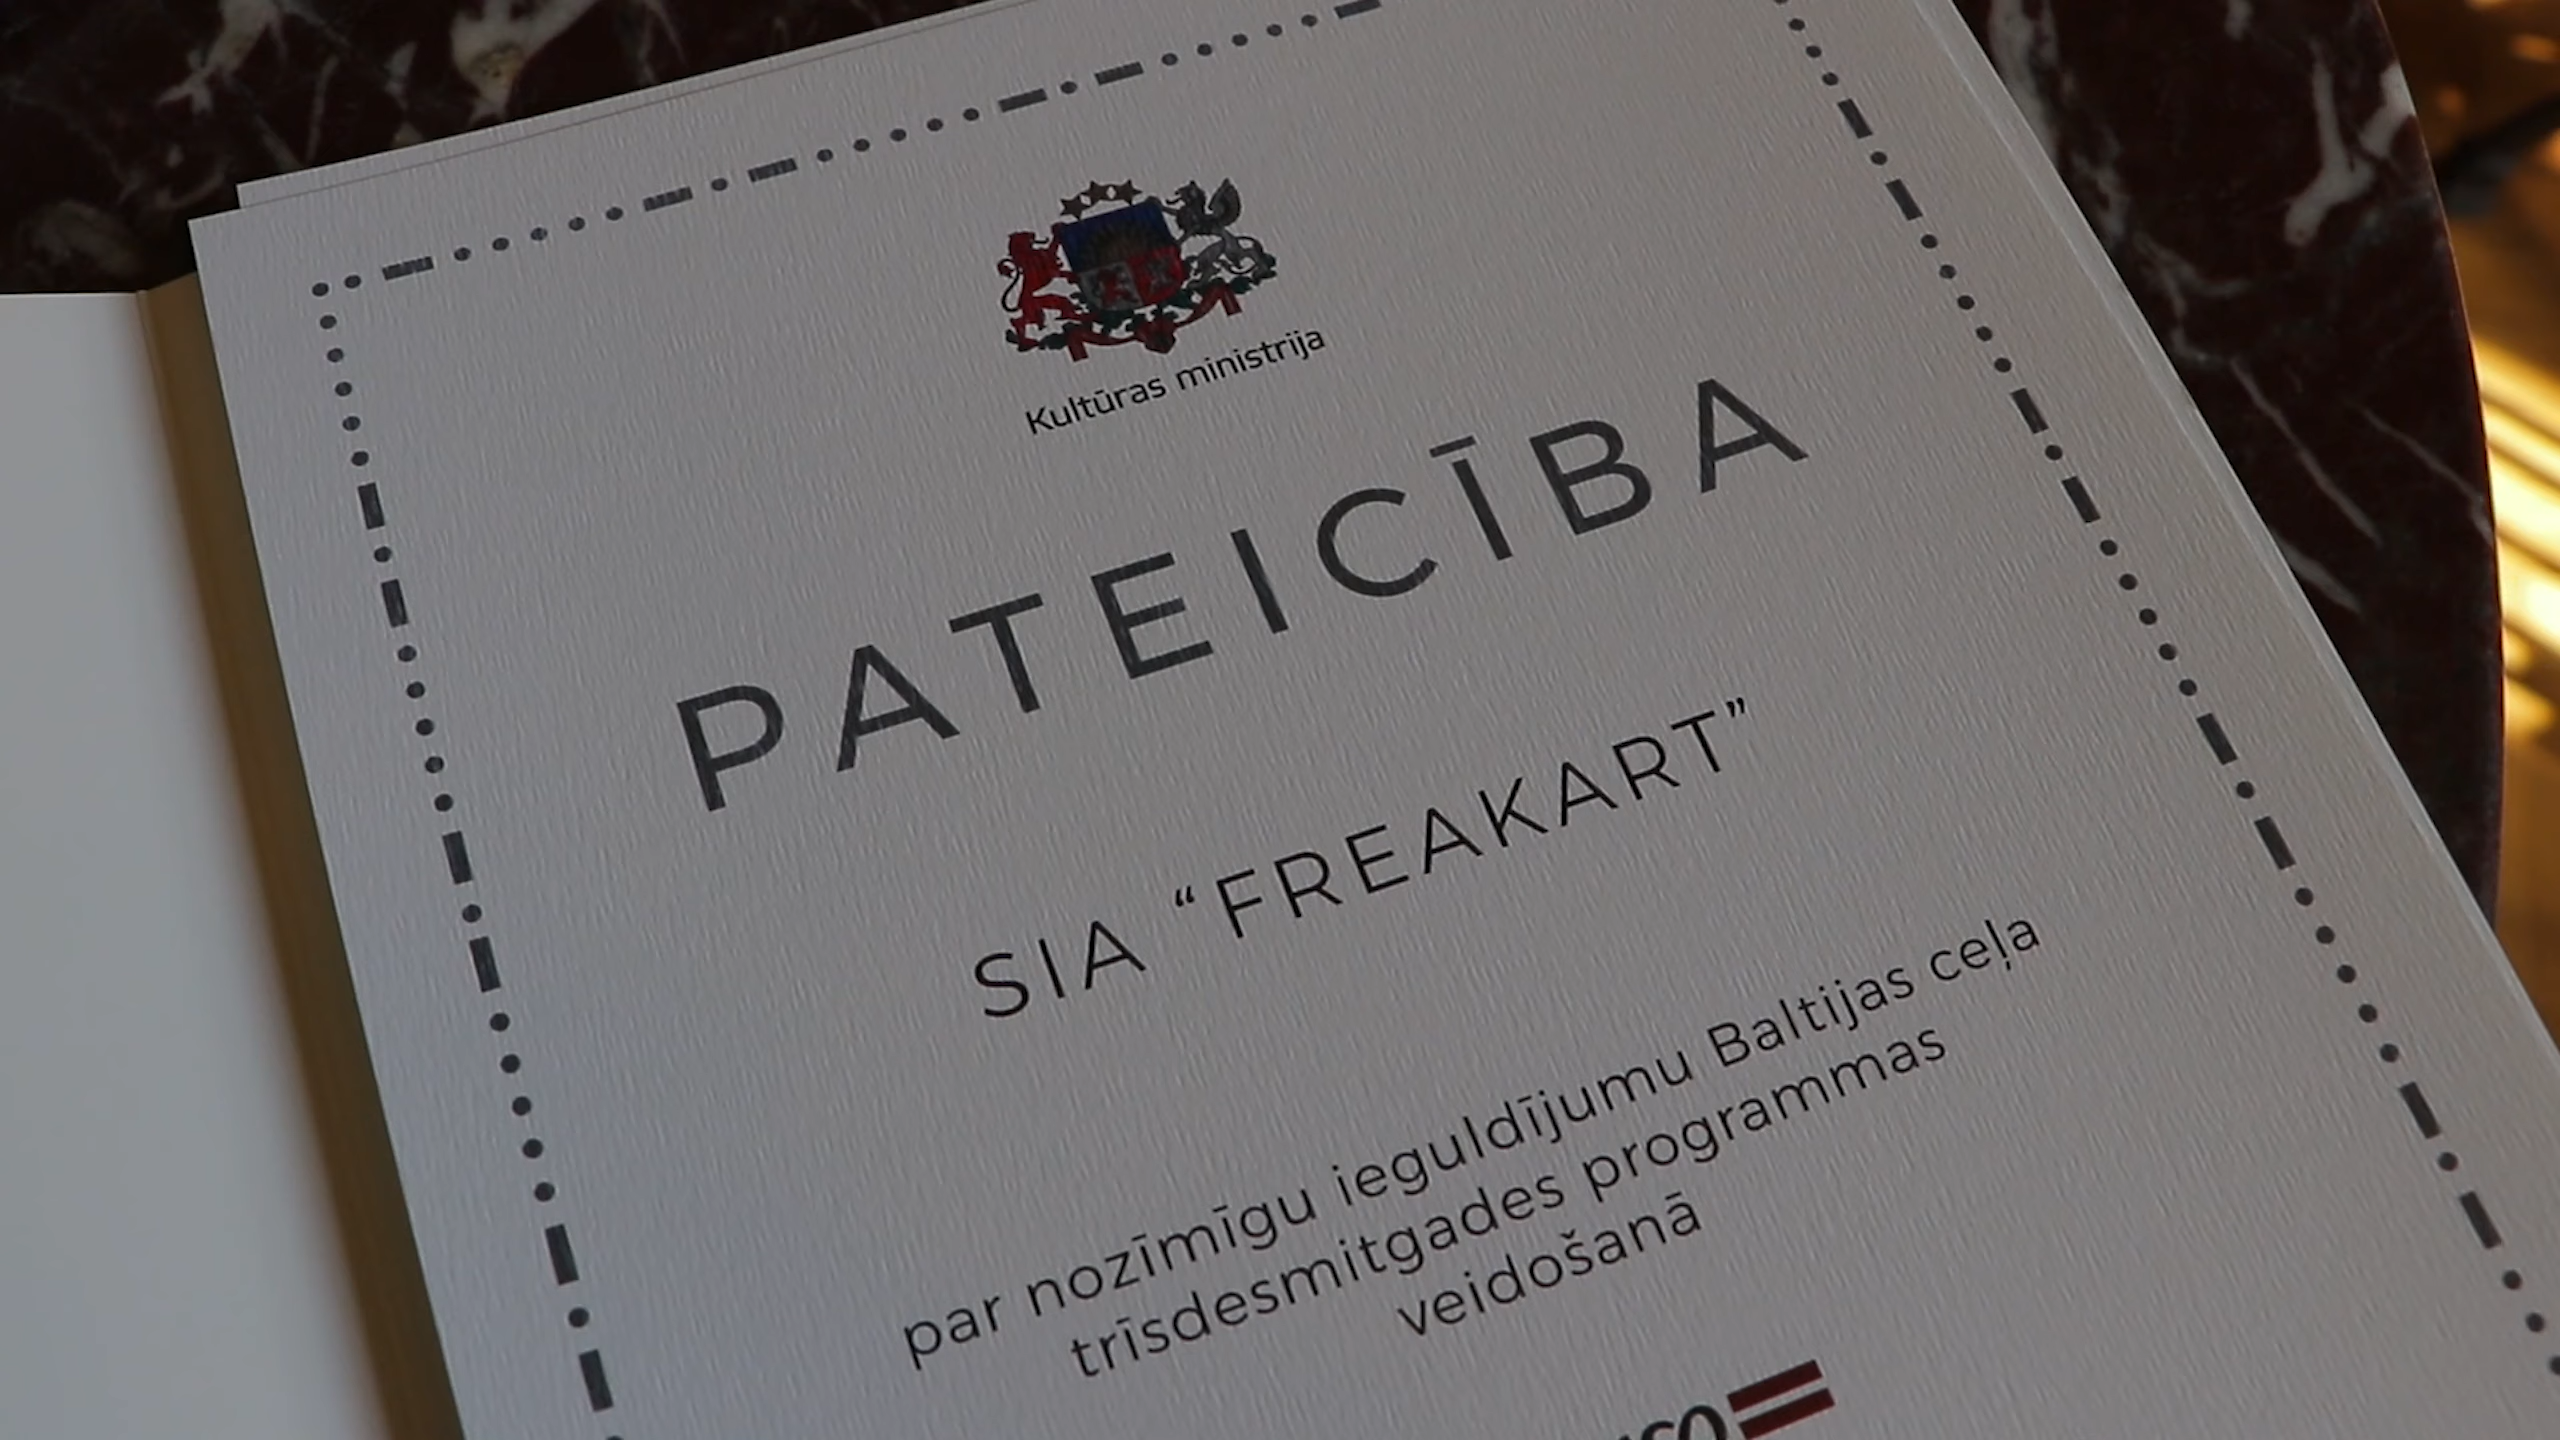 Kultūras ministrija
PATEICĪBA
SIA “FREAKART”
par nozīmīgu ieguldījumu Baltijas ceļa
trīsdesmitgades programmas
veidošanā